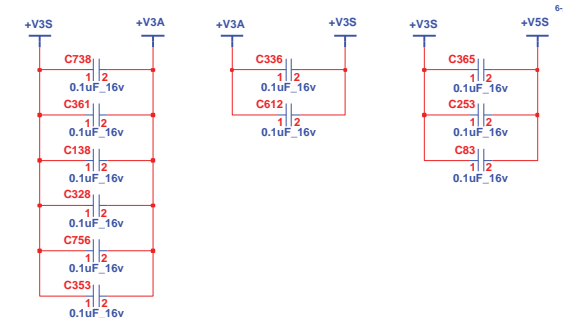 6-
+V3S +V3A +V3A +V3S +V3S +V5S
C738 C336 C365
1 2 1 2 1 2
0.1uF_16v 0.1uF_16v 0.1uF_16v
C361 C612 C253
1 2 1 2 1 2
0.1uF_16v 0.1uF_16v 0.1uF_16v
C138 C83
1 2 1 2
0.1uF_16v 0.1uF_16v
C328
1 2
0.1uF_16v
C756
1 2
0.1uF_16v
C353
1 2
0.1uF_16v